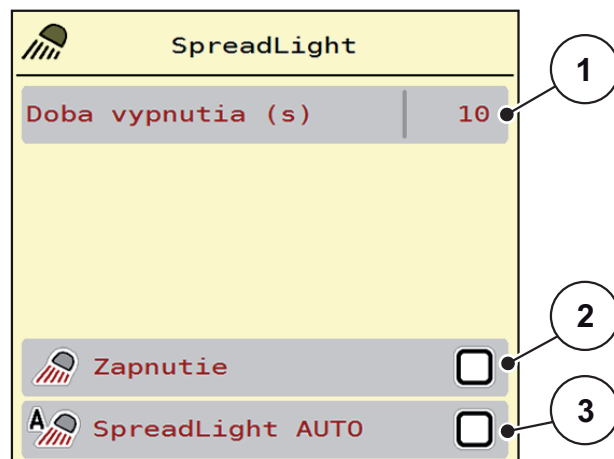 SpreadLight
1
Doba vypnutia (s) 10
2
Zapnutie
3
A
SpreadLight AUTO